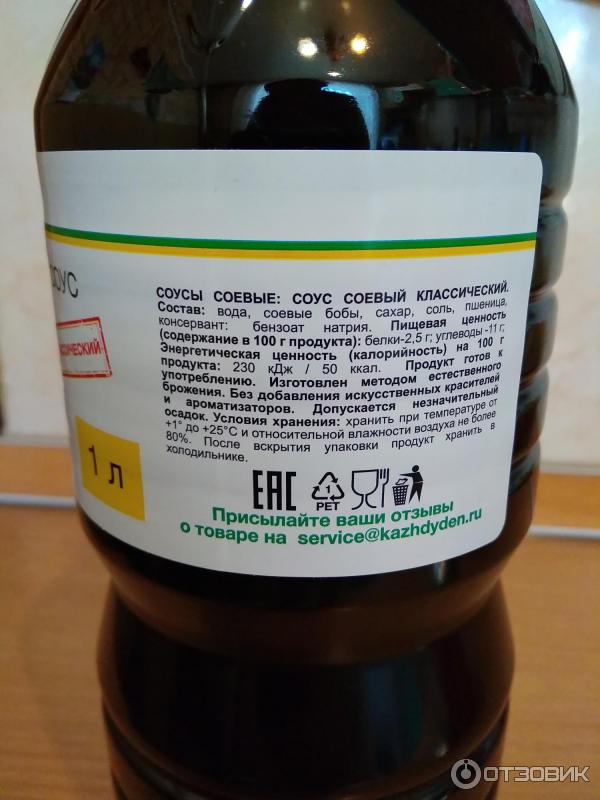 СОУС
КЛАССИЧЕСКИЙ
1 л
СОУСЫ СОЕВЫЕ: СОУС СОЕВЫЙ КЛАССИЧЕСКИЙ.
Состав: вода, соевые бобы, сахар, соль, пшеница,
консервант: бензоат натрия. Пищевая ценность
(содержание в 100 г продукта): белки-2,5 г; углеводы -11 г;
Энергетическая ценность (калорийность) на 100 г
продукта: 230 кДж / 50 ккал. Продукт готов к
употреблению. Изготовлен методом естественного
брожения. Без добавления искусственных красителей
и ароматизаторов. Допускается незначительный
осадок. Условия хранения: хранить при температуре от
+1° до +25°С и относительной влажности воздуха не более
80%. После вскрытия упаковки продукт хранить в
холодильнике.
EAC
1
PET
Присылайте ваши отзывы
о товаре на service@kazhdyden.ru
ОТЗОВИК